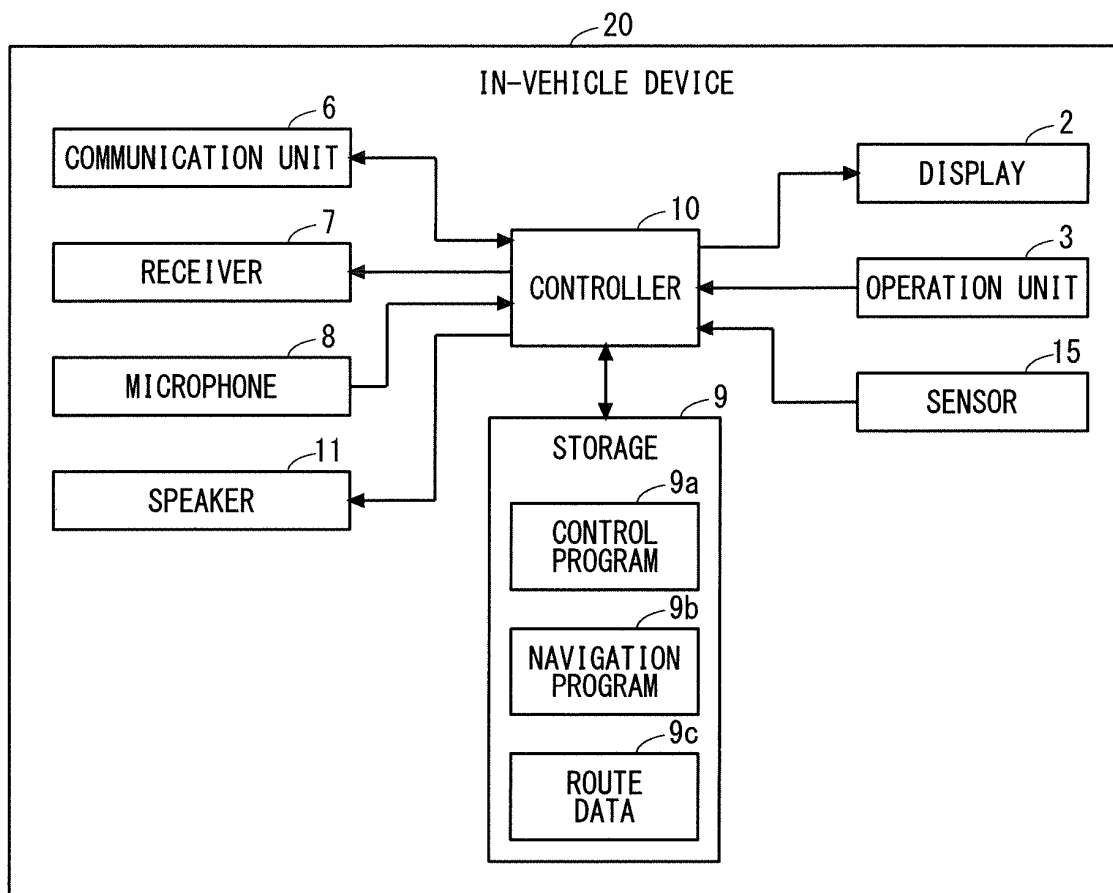 20
IN-VEHICLE DEVICE
6
COMMUNICATION UNIT
2
DISPLAY
7
RECEIVER
10
CONTROLLER
3
OPERATION UNIT
8
MICROPHONE
15
SENSOR
11
SPEAKER
9
STORAGE
9a
CONTROL
PROGRAM
9b
NAVIGATION
PROGRAM
9c
ROUTE
DATA